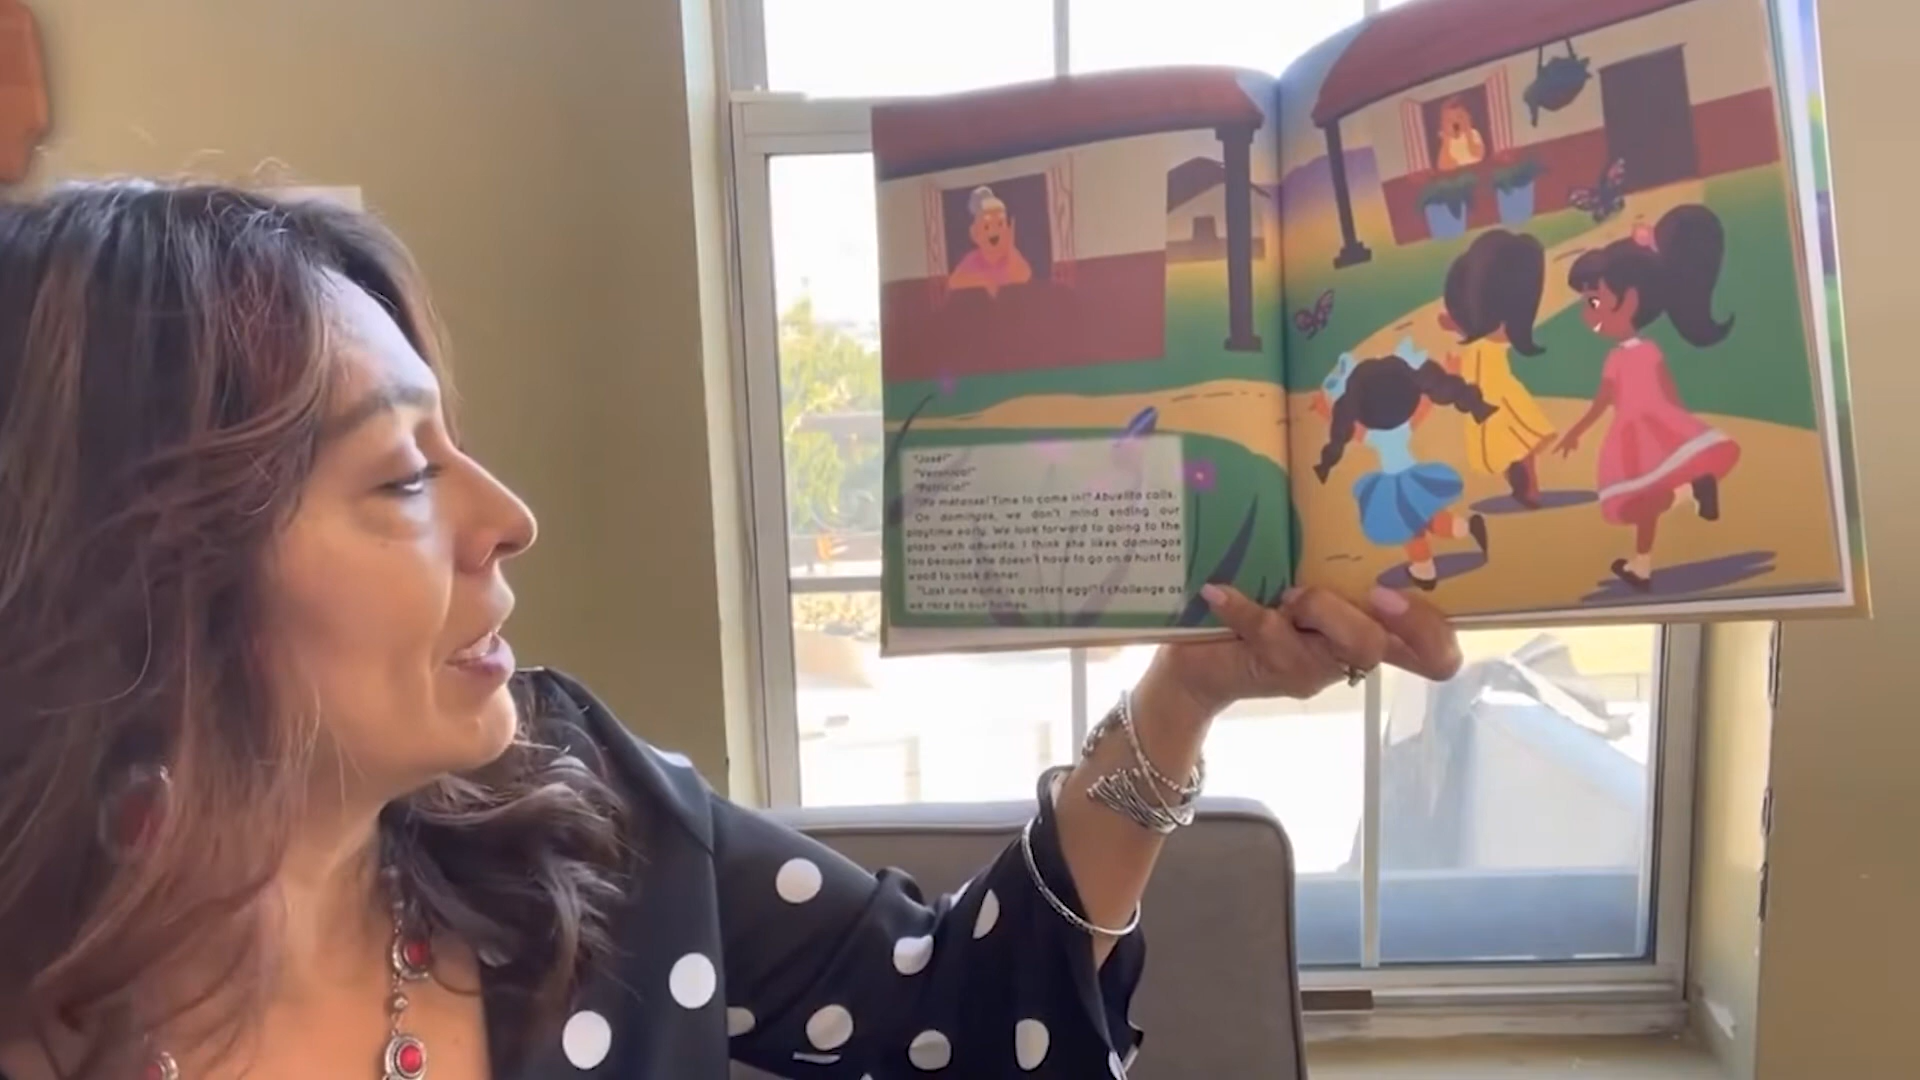 "José!"
"Verónica!"
"Patricia!"
"¡Ya métanse! Time to come in!" Abuelita calls.
On domingos, we don't mind ending our
playtime early. We look forward to going to the
plaza with abuelita. I think she likes domingos
too because she doesn't have to go on a hunt for
wood to cook dinner.
"Last one home is a rotten egg!" I challenge as
we race to our homes.